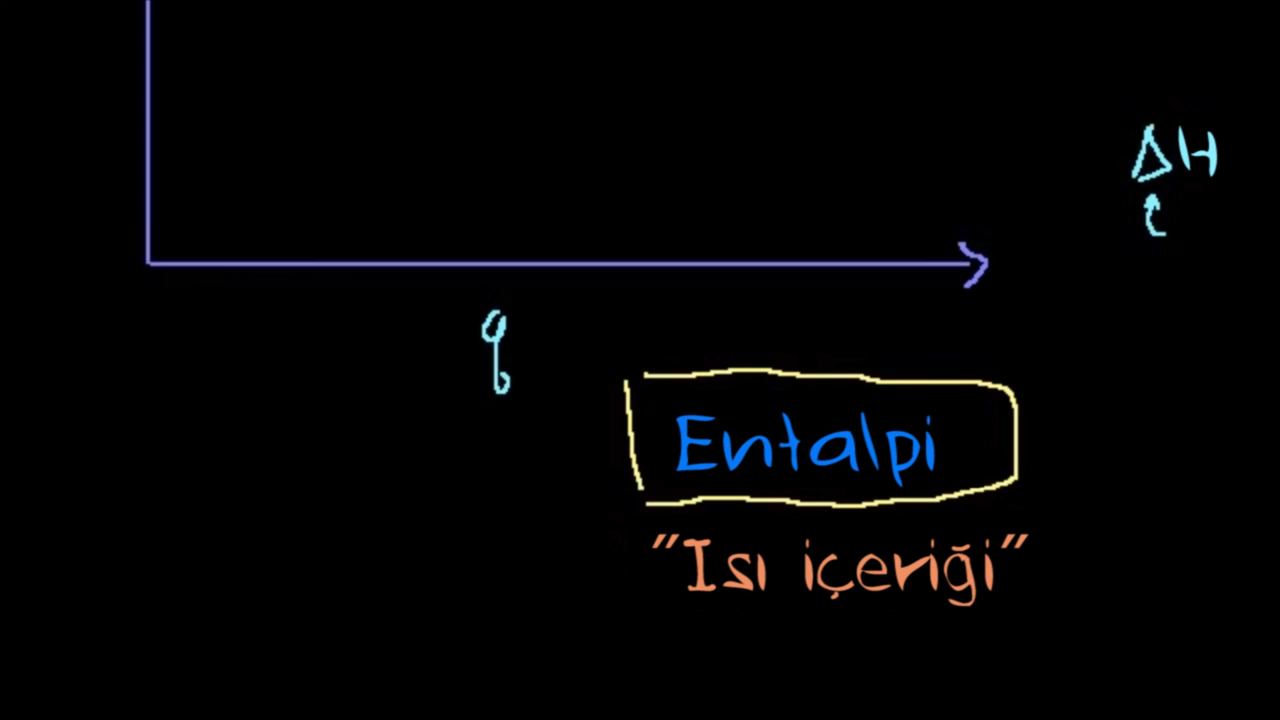 ΔH
q
Entalpi
"Isı içeriği"